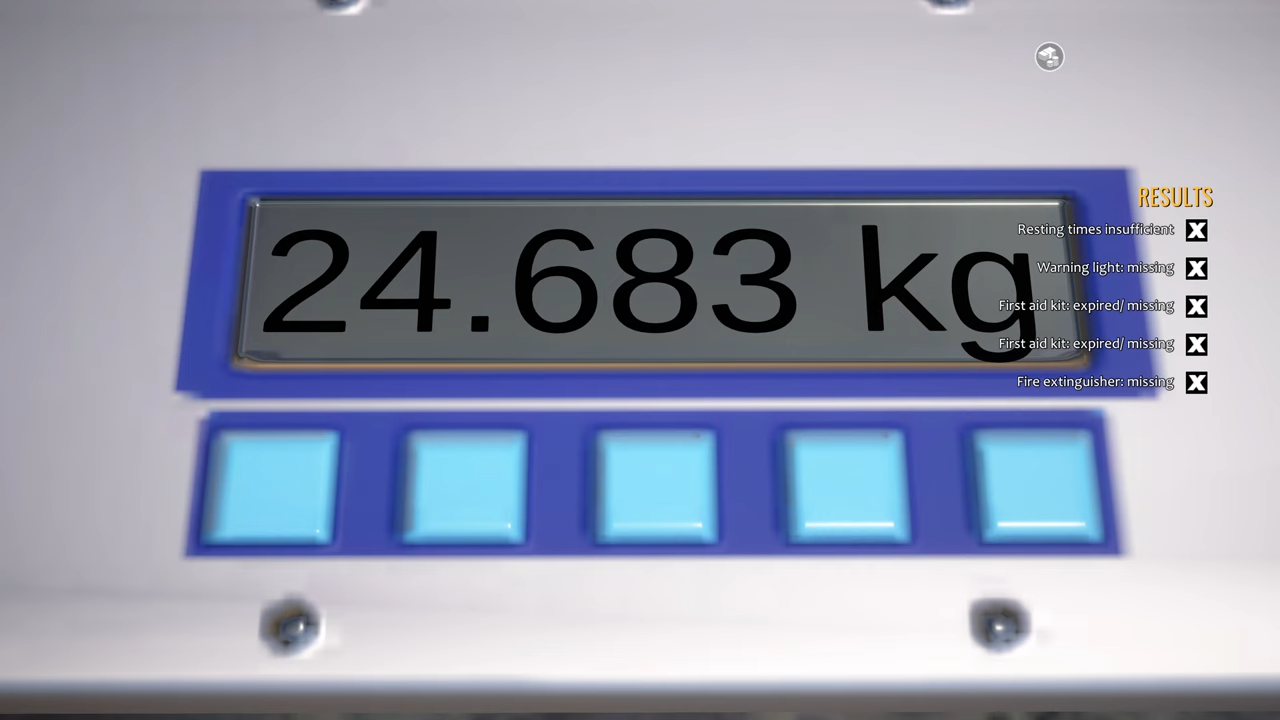 24.683 kg
RESULTS
Resting times insufficient
Warning light: missing
First aid kit: expired/ missing
First aid kit: expired/ missing
Fire extinguisher: missing